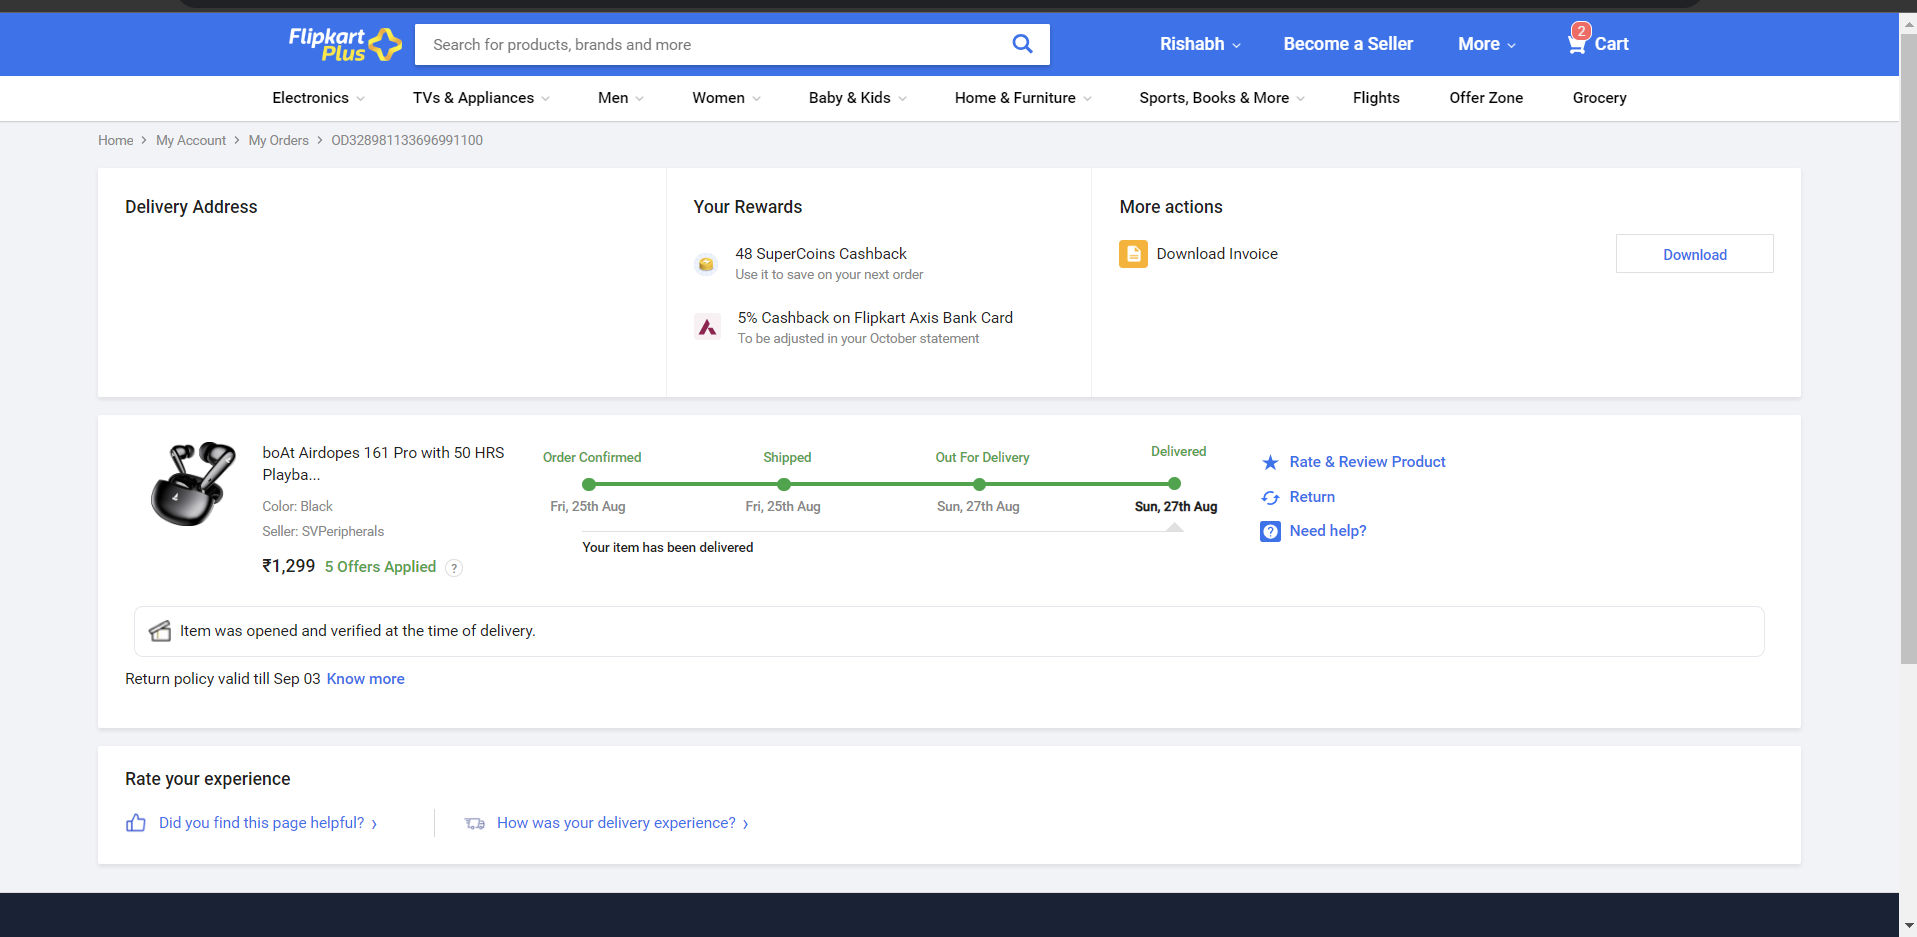 Flipkart
Plus
Search for products, brands and more
Rishabh
Become a Seller
More
2
Cart
Electronics
TVs & Appliances
Men
Women
Baby & Kids
Home & Furniture
Sports, Books & More
Flights
Offer Zone
Grocery
Home > My Account > My Orders > OD328981133696991100
Delivery Address
Your Rewards
48 SuperCoins Cashback
Use it to save on your next order
5% Cashback on Flipkart Axis Bank Card
To be adjusted in your October statement
More actions
Download Invoice
Download
boAt Airdopes 161 Pro with 50 HRS
Playba...
Color: Black
Seller: SVPeripherals
₹1,299 5 Offers Applied ?
Order Confirmed
Fri, 25th Aug
Shipped
Fri, 25th Aug
Out For Delivery
Sun, 27th Aug
Delivered
Sun, 27th Aug
Your item has been delivered
Rate & Review Product
Return
Need help?
Item was opened and verified at the time of delivery.
Return policy valid till Sep 03 Know more
Rate your experience
Did you find this page helpful? ›
How was your delivery experience? ›